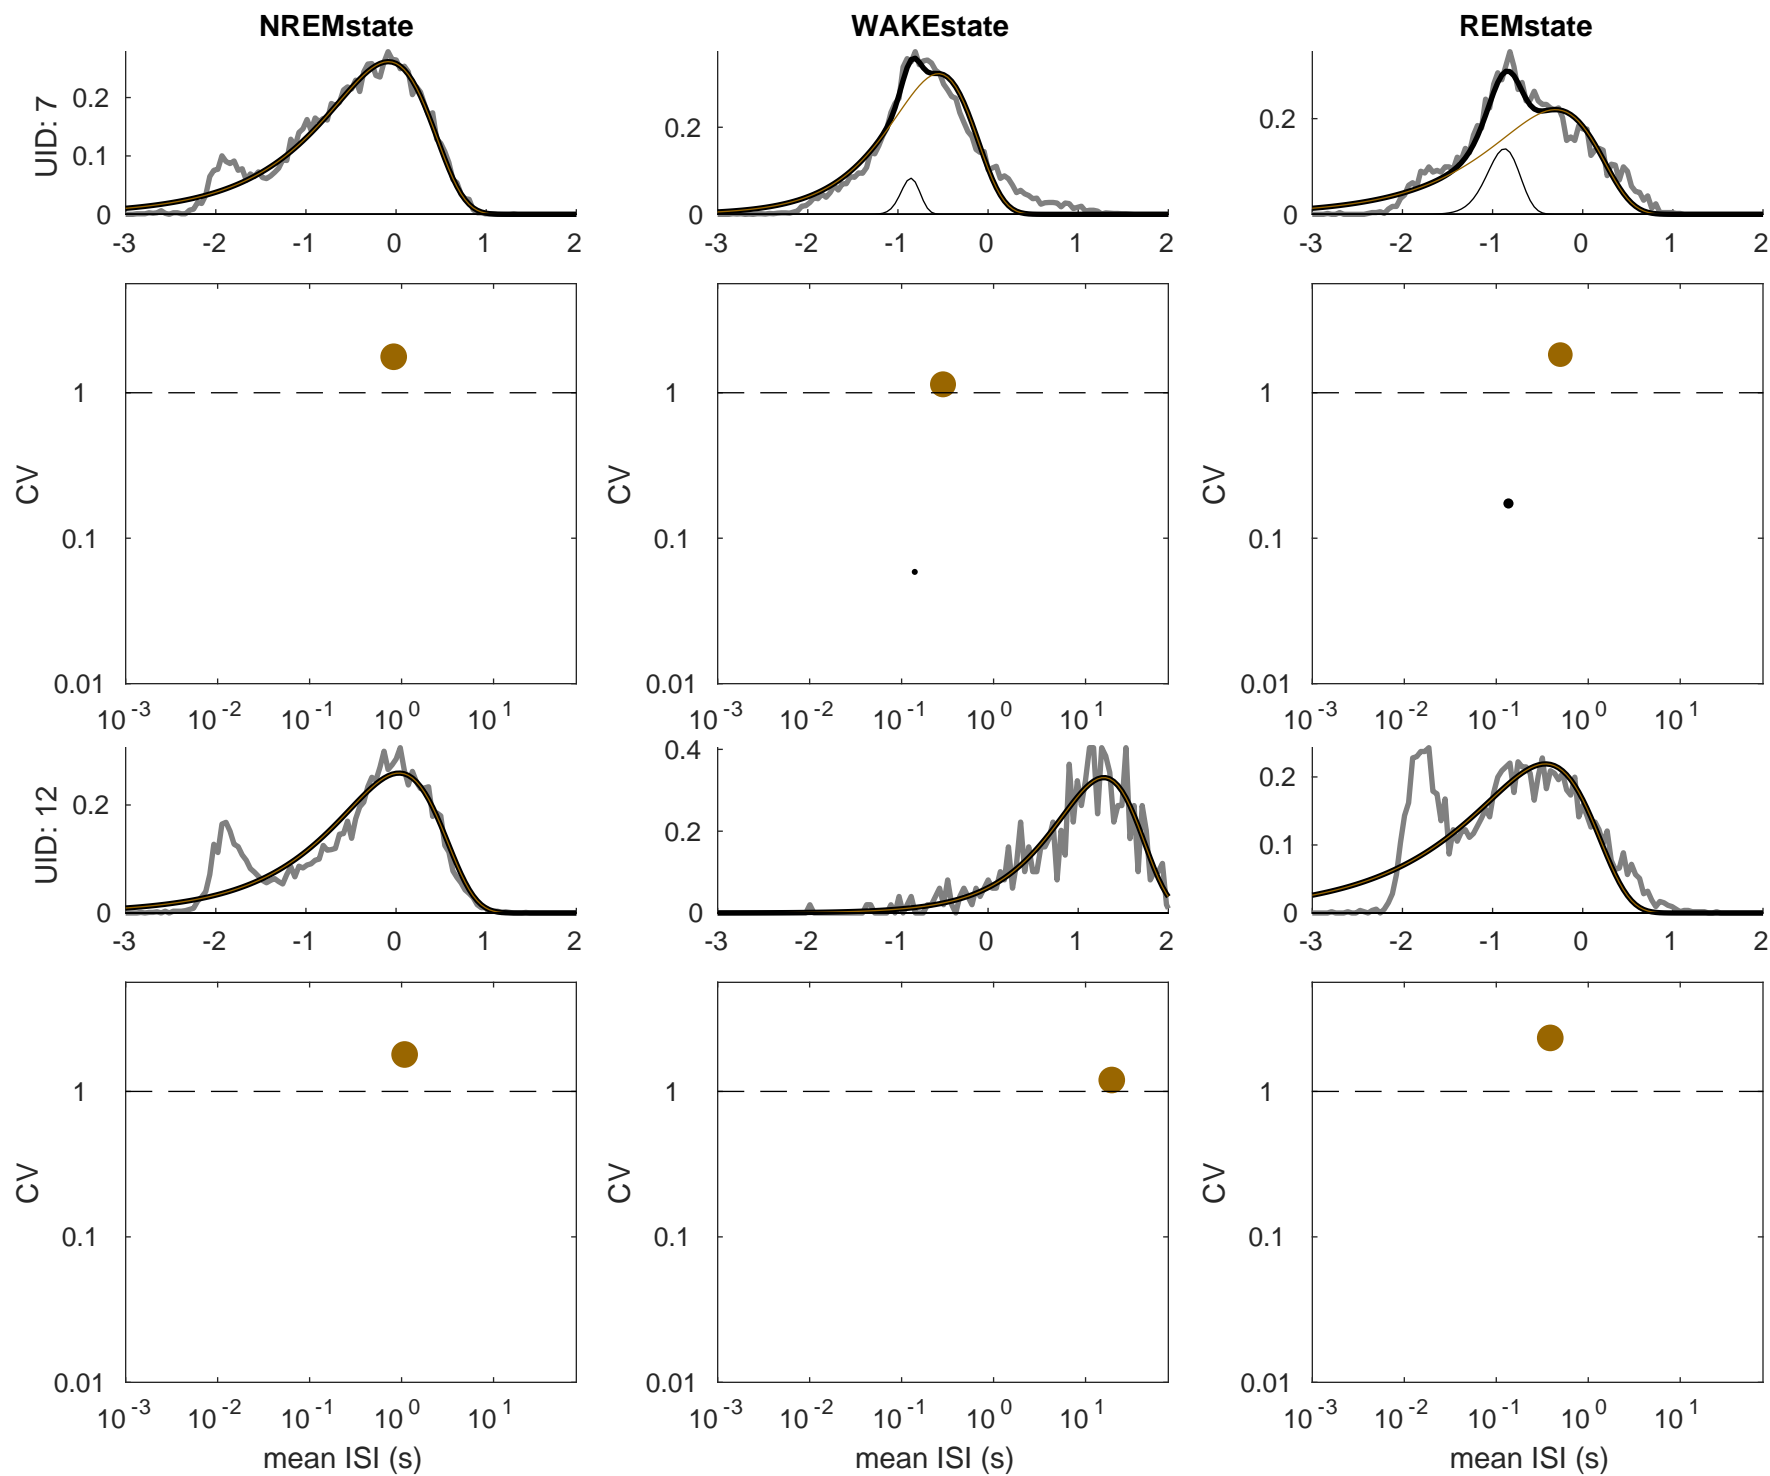 NREMstate WAKEstate REMstate
UID: 7
0.2 0.1 0
0.2 0
0.2 0
-3 -2 -1 0 1 2
-3 -2 -1 0 1 2
-3 -2 -1 0 1 2
CV 1 0.1 0.01
CV 1 0.1 0.01
CV 1 0.1 0.01
10^-3 10^-2 10^-1 10^0 10^1
10^-3 10^-2 10^-1 10^0 10^1
10^-3 10^-2 10^-1 10^0 10^1
UID: 12
0.2 0
0.4 0.2 0
0.2 0.1 0
-3 -2 -1 0 1 2
-3 -2 -1 0 1 2
-3 -2 -1 0 1 2
CV 1 0.1 0.01
CV 1 0.1 0.01
CV 1 0.1 0.01
10^-3 10^-2 10^-1 10^0 10^1
10^-3 10^-2 10^-1 10^0 10^1
10^-3 10^-2 10^-1 10^0 10^1
mean ISI (s) mean ISI (s) mean ISI (s)